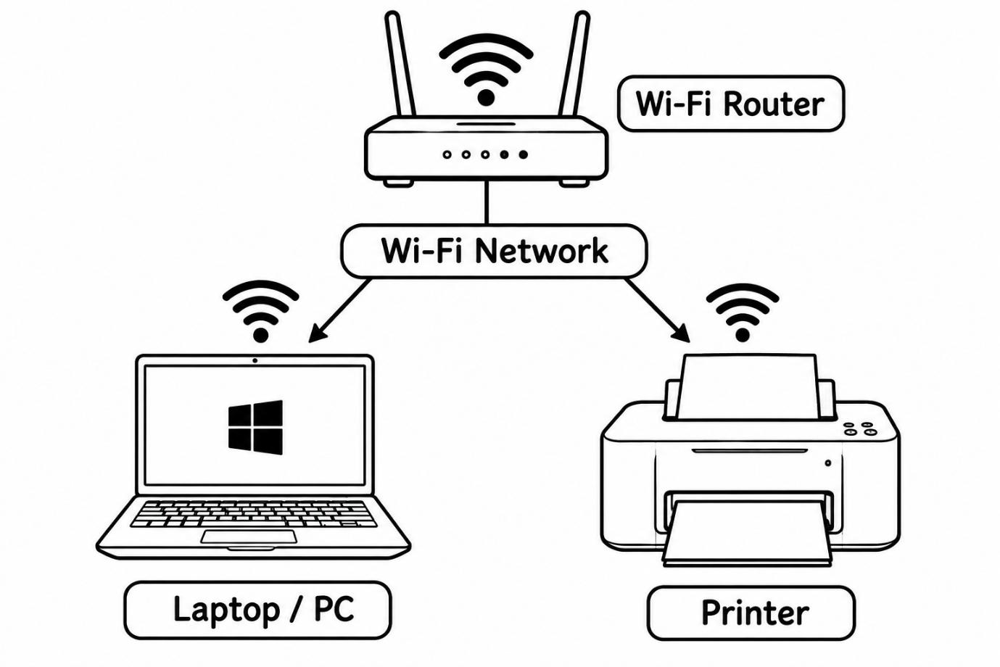 Wi-Fi Router
Wi-Fi Network
Laptop / PC
Printer